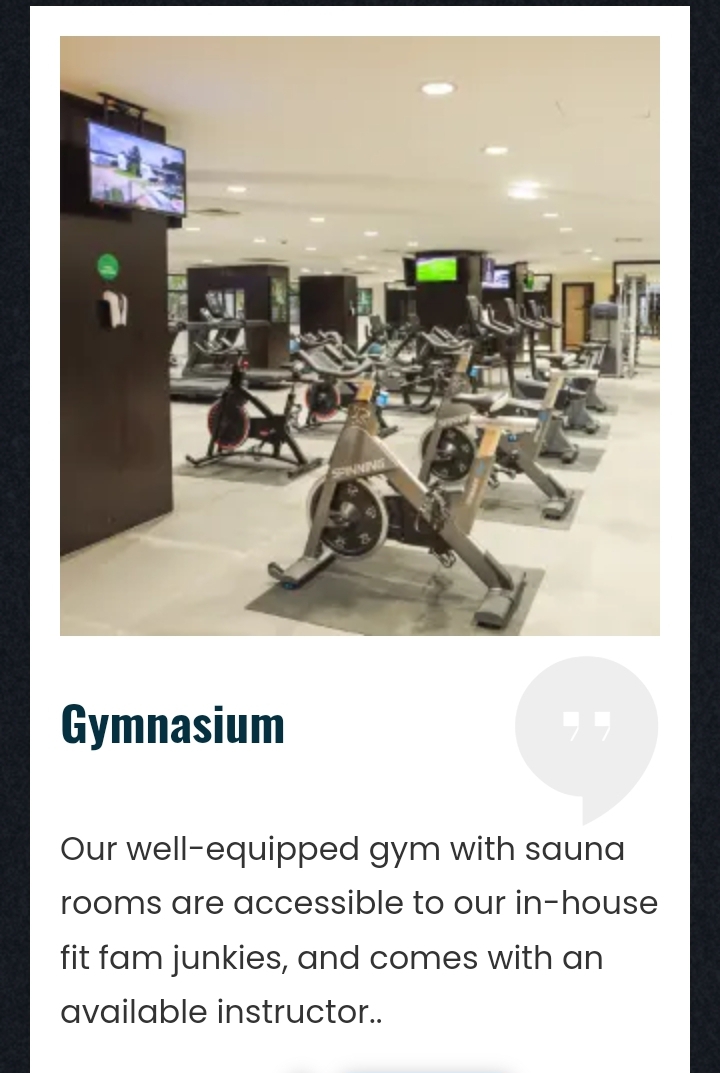 SPINNING
Gymnasium
Our well-equipped gym with sauna
rooms are accessible to our in-house
fit fam junkies, and comes with an
available instructor..